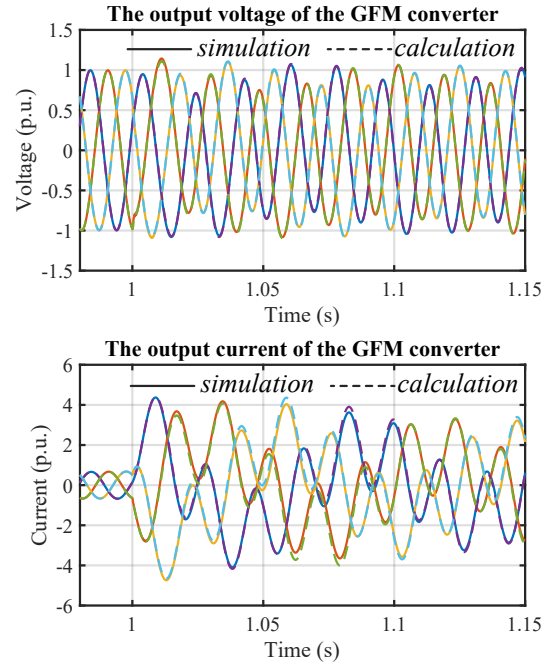 The output voltage of the GFM converter
simulation calculation
1.5
1
0.5
0
-0.5
-1
-1.5
Voltage (p.u.)
1 1.05 1.1 1.15
Time (s)
The output current of the GFM converter
simulation calculation
6
4
2
0
-2
-4
-6
Current (p.u.)
1 1.05 1.1 1.15
Time (s)